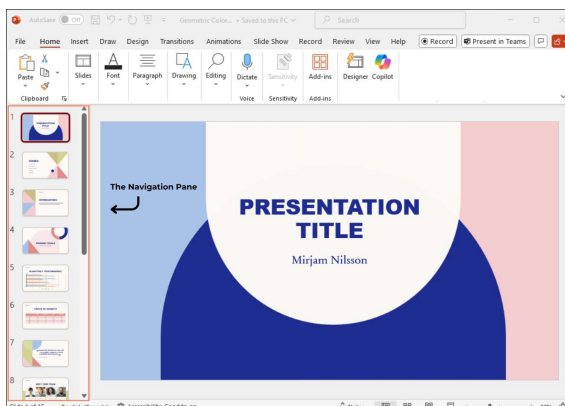 AutoSave Off Geometric Color... • Saved to this PC Search
File Home Insert Draw Design Transitions Animations Slide Show Record Review View Help Record Present in Teams
Paste Slides Font Paragraph Drawing Editing Dictate Sensitivity Add-ins Designer Copilot
Clipboard Voice Sensitivity Add-ins
1
PRESENTATION
TITLE
2
3
INTRODUCTION
4
5
6
7
8
The Navigation Pane
PRESENTATION
TITLE
Mirjam Nilsson